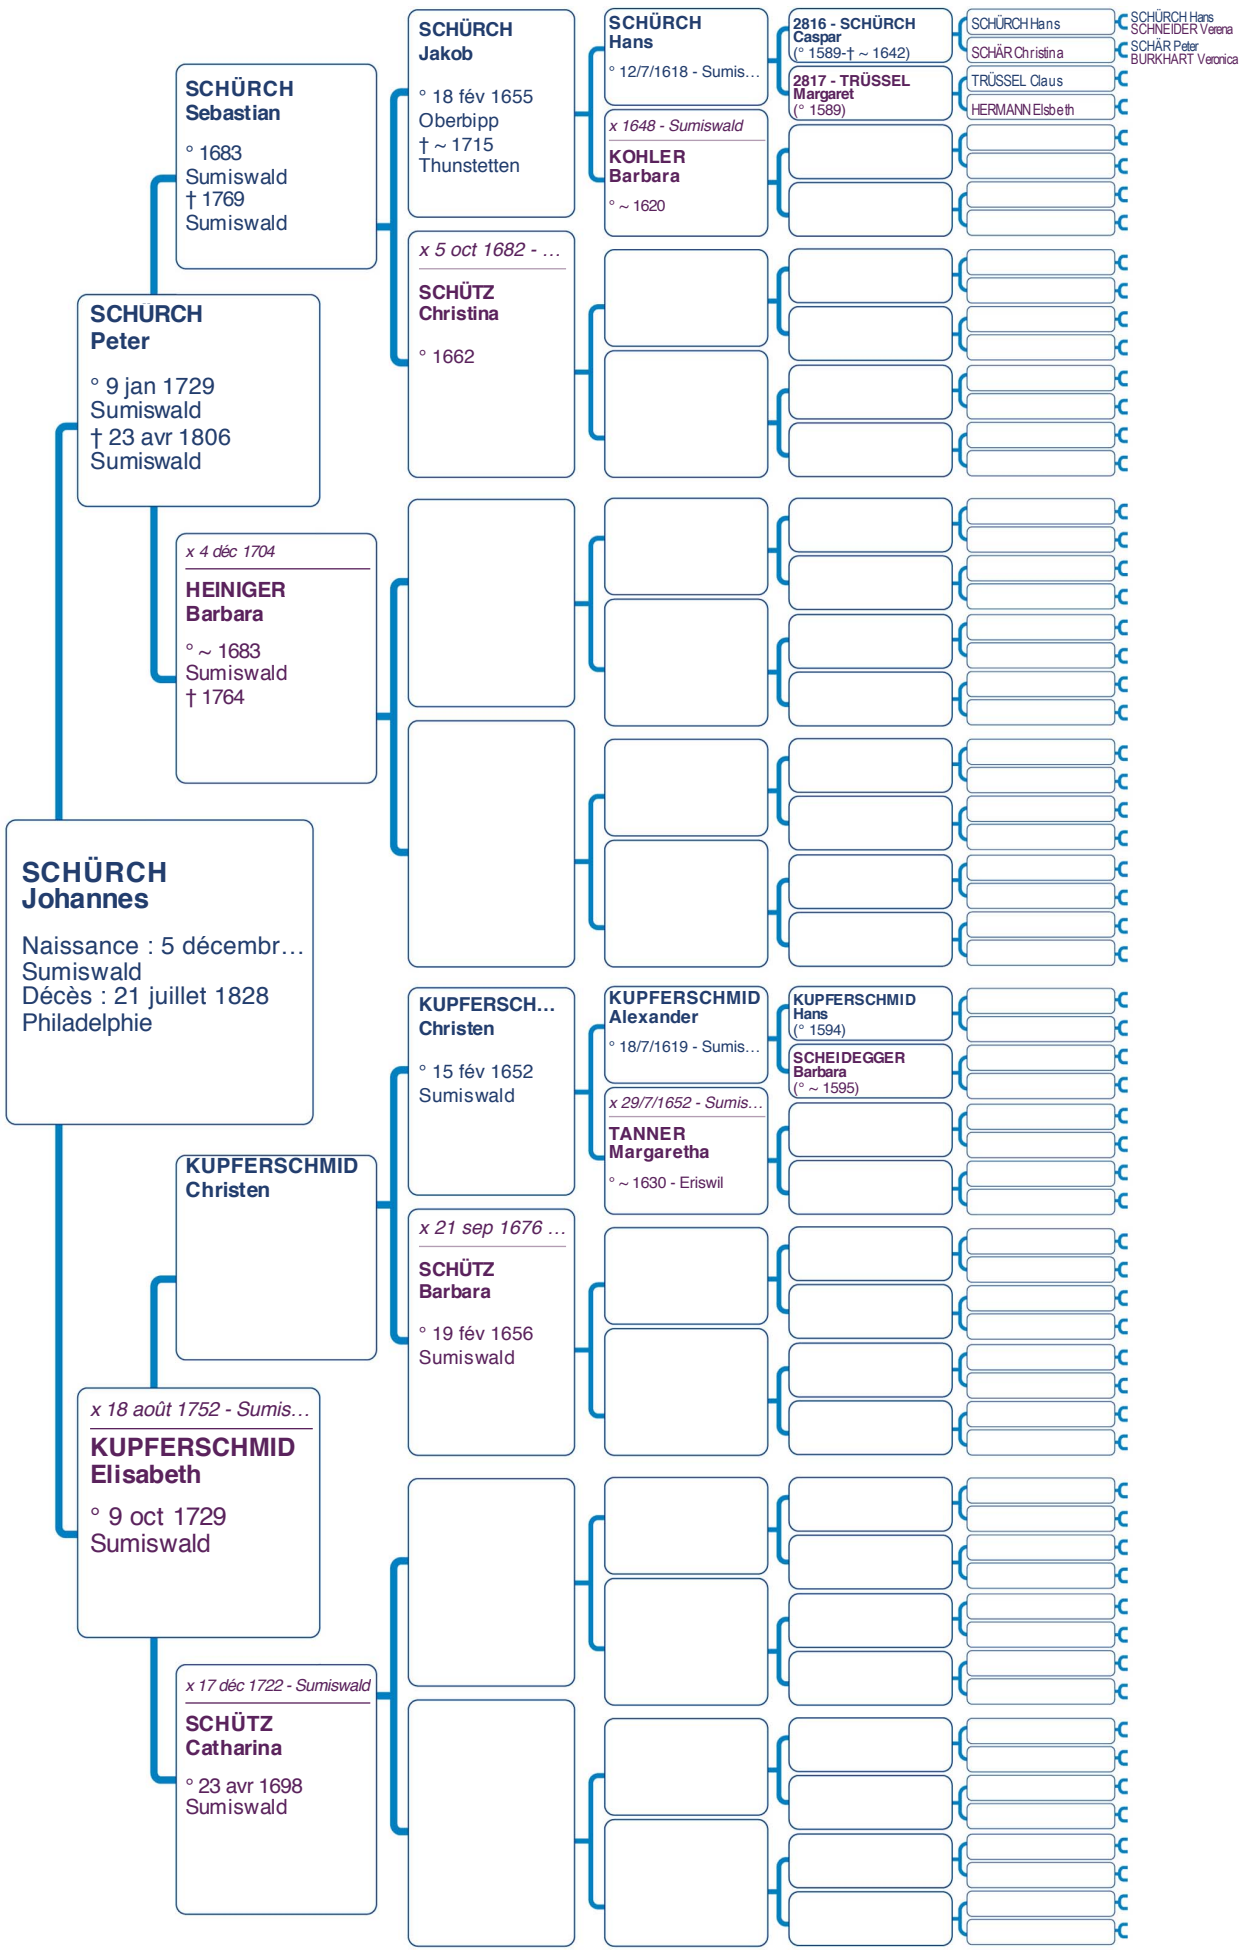 SCHÜRCH
Johannes
Naissance : 5 décembr…
Sumiswald
Décès : 21 juillet 1828
Philadelphie
SCHÜRCH
Peter
° 9 jan 1729
Sumiswald
† 23 avr 1806
Sumiswald
x 18 août 1752 - Sumis…
KUPFERSCHMID
Elisabeth
° 9 oct 1729
Sumiswald
SCHÜRCH
Sebastian
° 1683
Sumiswald
† 1769
Sumiswald
x 4 déc 1704
HEINIGER
Barbara
° ~ 1683
Sumiswald
† 1764
KUPFERSCHMID
Christen
x 17 déc 1722 - Sumiswald
SCHÜTZ
Catharina
° 23 avr 1698
Sumiswald
SCHÜRCH
Jakob
° 18 fév 1655
Oberbipp
† ~ 1715
Thunstetten
x 5 oct 1682 - …
SCHÜTZ
Christina
° 1662
KUPFERSCH…
Christen
° 15 fév 1652
Sumiswald
x 21 sep 1676 …
SCHÜTZ
Barbara
° 19 fév 1656
Sumiswald
SCHÜRCH
Hans
° 12/7/1618 - Sumis…
x 1648 - Sumiswald
KOHLER
Barbara
° ~ 1620
KUPFERSCHMID
Alexander
° 18/7/1619 - Sumis…
x 29/7/1652 - Sumis…
TANNER
Margaretha
° ~ 1630 - Eriswil
2816 - SCHÜRCH
Caspar
(° 1589-† ~ 1642)
2817 - TRÜSSEL
Margaret
(° 1589)
KUPFERSCHMID
Hans
(° 1594)
SCHEIDEGGER
Barbara
(° ~ 1595)
SCHÜRCH Hans
SCHÄR Christina
TRÜSSEL Claus
HERMANN Elsbeth
SCHÜRCH Hans
SCHNEIDER Verena
SCHÄR Peter
BURKHART Veronica